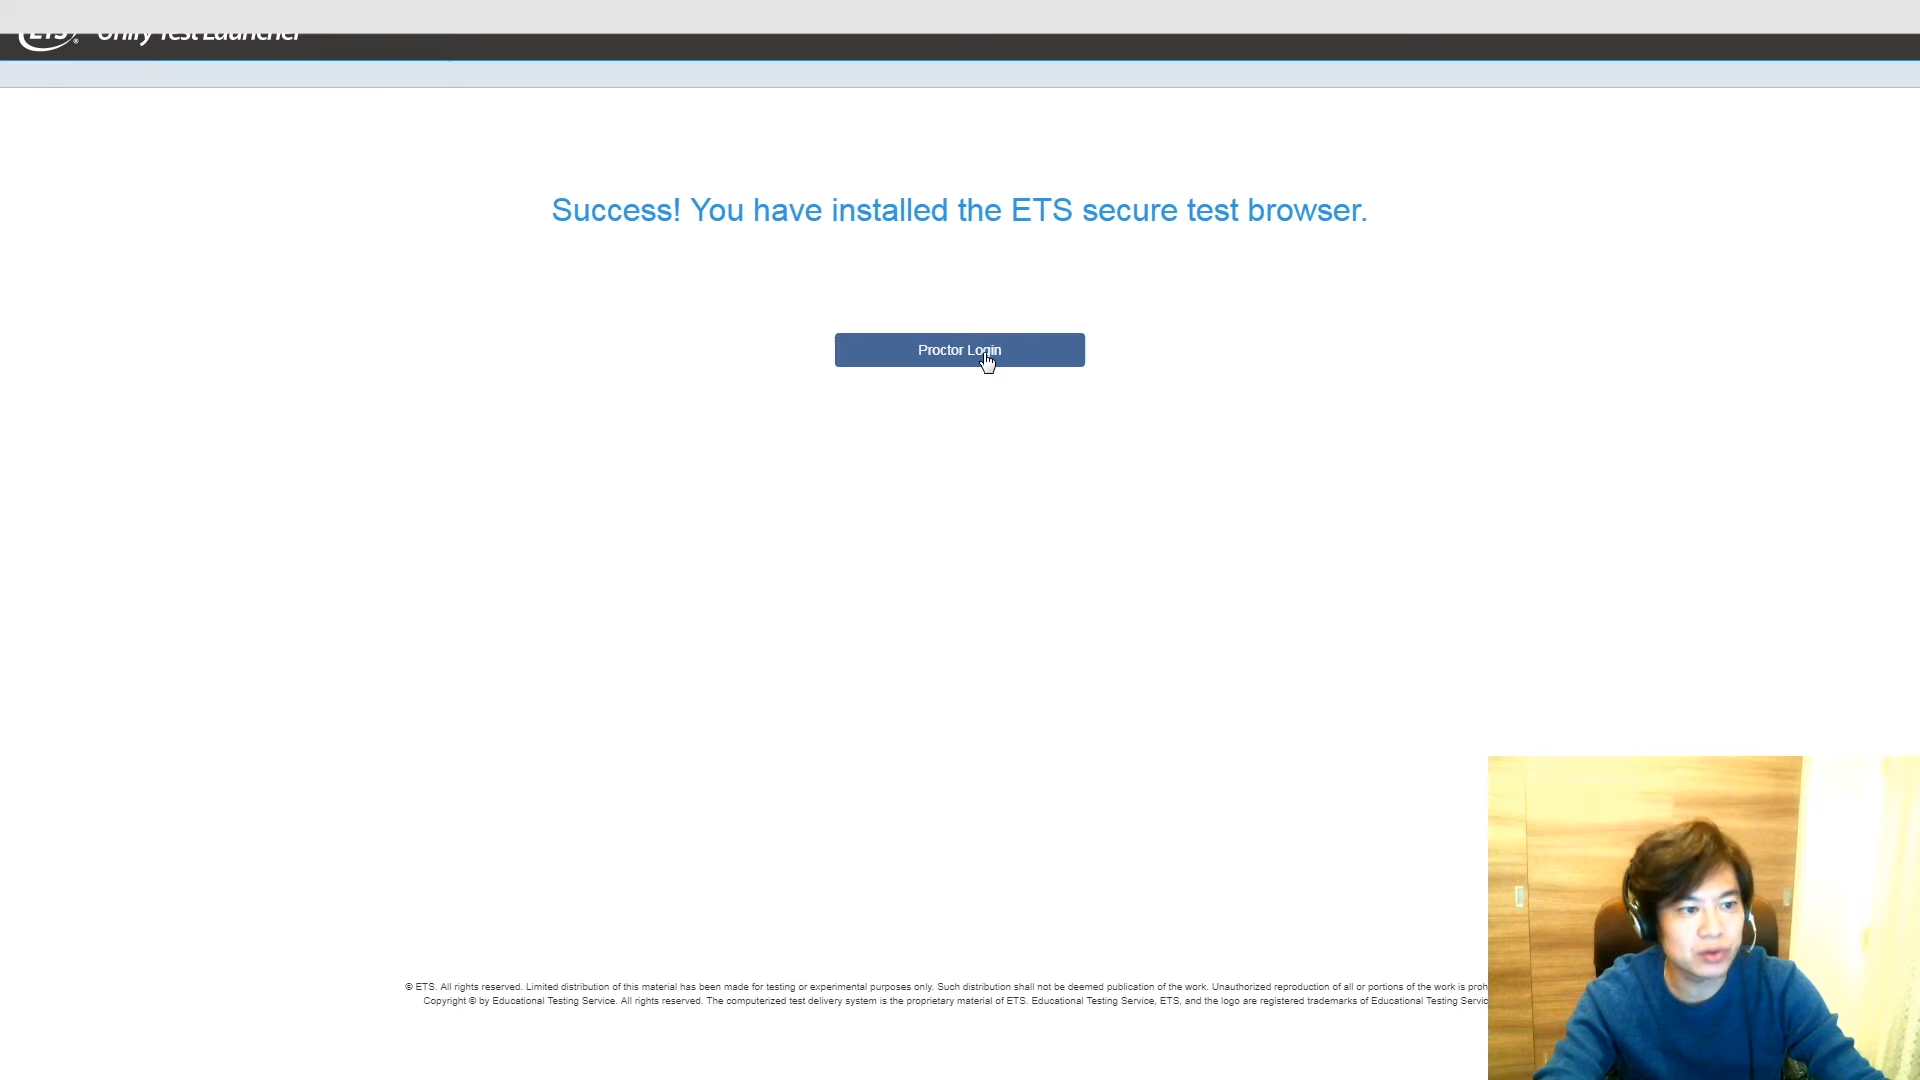 ETS® Unify Test Launcher
Success! You have installed the ETS secure test browser.
Proctor Login
© ETS. All rights reserved. Limited distribution of this material has been made for testing or experimental purposes only. Such distribution shall not be deemed publication of the work. Unauthorized reproduction of all or portions of the work is
Copyright © by Educational Testing Service. All rights reserved. The computerized test delivery system is the proprietary material of ETS. Educational Testing Service, ETS, and the logo are registered trademarks of Educational Testing